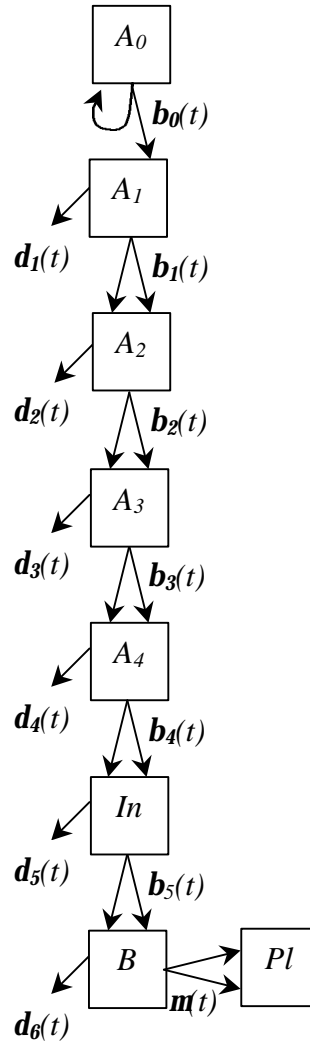 A0
b0(t)
A1
d1(t)
b1(t)
A2
d2(t)
b2(t)
A3
d3(t)
b3(t)
A4
d4(t)
b4(t)
In
d5(t)
b5(t)
B
Pl
m(t)
d6(t)